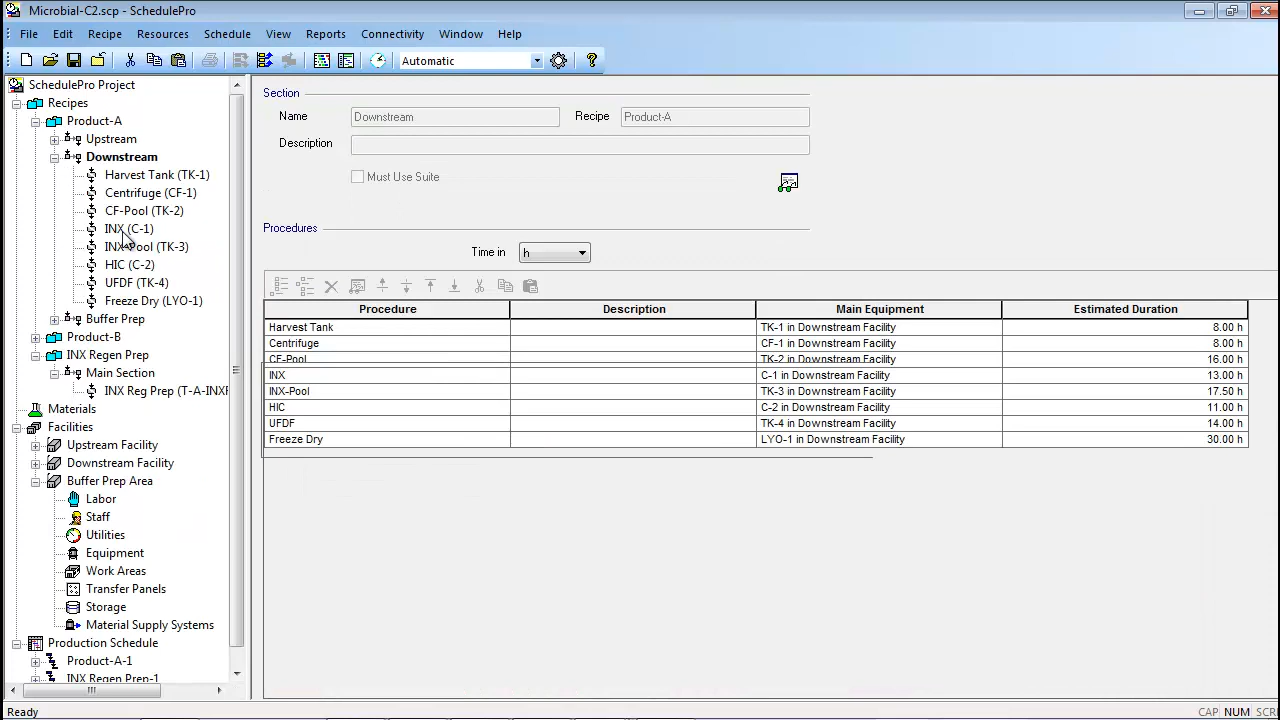 Microbial-C2.scp - SchedulePro
File Edit Recipe Resources Schedule View Reports Connectivity Window Help
Automatic
SchedulePro Project
Recipes
Product-A
Upstream
Downstream
Harvest Tank (TK-1)
Centrifuge (CF-1)
CF-Pool (TK-2)
INX (C-1)
INX-Pool (TK-3)
HIC (C-2)
UFDF (TK-4)
Freeze Dry (LYO-1)
Buffer Prep
Product-B
INX Regen Prep
Main Section
INX Reg Prep (T-A-INXF
Materials
Facilities
Upstream Facility
Downstream Facility
Buffer Prep Area
Labor
Staff
Utilities
Equipment
Work Areas
Transfer Panels
Storage
Material Supply Systems
Production Schedule
Product-A-1
INX Regen Prep-1
Section
Name Downstream Recipe Product-A
Description
Must Use Suite
Procedures
Time in h
Procedure Description Main Equipment Estimated Duration
Harvest Tank TK-1 in Downstream Facility 8.00 h
Centrifuge CF-1 in Downstream Facility 8.00 h
CF-Pool TK-2 in Downstream Facility 16.00 h
INX C-1 in Downstream Facility 13.00 h
INX-Pool TK-3 in Downstream Facility 17.50 h
HIC C-2 in Downstream Facility 11.00 h
UFDF TK-4 in Downstream Facility 14.00 h
Freeze Dry LYO-1 in Downstream Facility 30.00 h
Ready CAP NUM SCRI